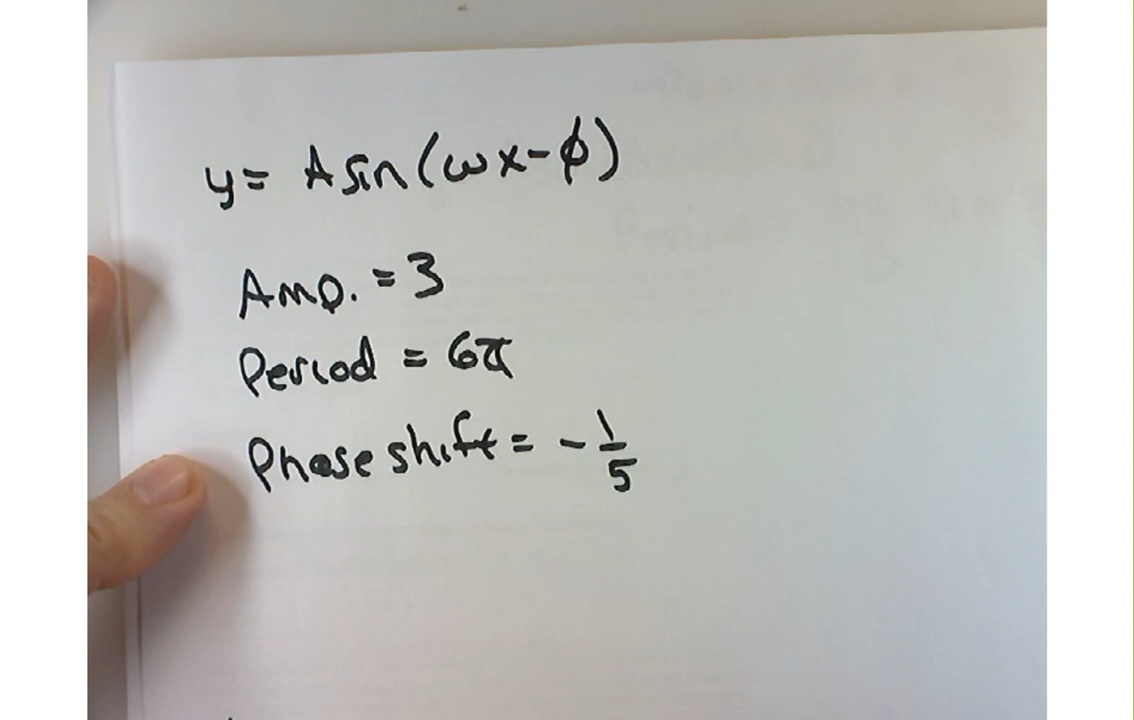 y = A sin(ωx-ϕ)
Amp. = 3
Period = 6π
Phase shift = -1/5